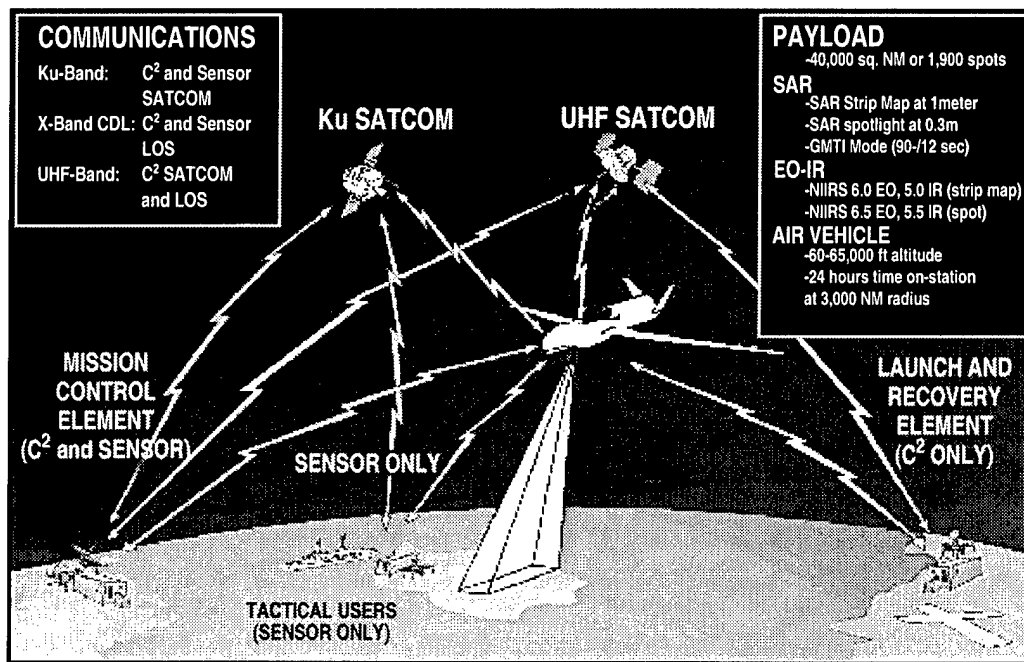 COMMUNICATIONS
Ku-Band: C² and Sensor
SATCOM
X-Band CDL: C² and Sensor
LOS
UHF-Band: C² SATCOM
and LOS
Ku SATCOM
UHF SATCOM
PAYLOAD
-40,000 sq. NM or 1,900 spots
SAR
-SAR Strip Map at 1meter
-SAR spotlight at 0.3m
-GMTI Mode (90-/12 sec)
EO-IR
-NIIRS 6.0 EO, 5.0 IR (strip map)
-NIIRS 6.5 EO, 5.5 IR (spot)
AIR VEHICLE
-60-65,000 ft altitude
-24 hours time on-station
at 3,000 NM radius
MISSION
CONTROL
ELEMENT
(C² and SENSOR)
SENSOR ONLY
LAUNCH AND
RECOVERY
ELEMENT
(C² ONLY)
TACTICAL USERS
(SENSOR ONLY)